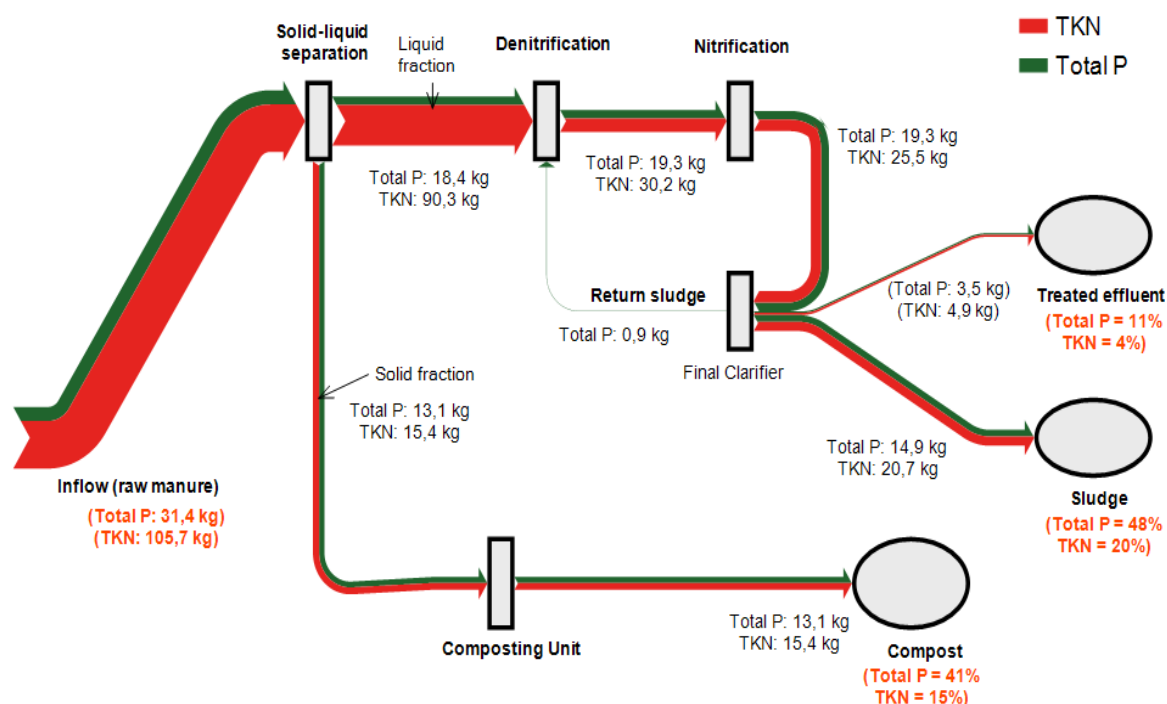 TKN
Total P
Solid-liquid
separation
Liquid
fraction
Denitrification
Nitrification
Total P: 18,4 kg
TKN: 90,3 kg
Total P: 19,3 kg
TKN: 30,2 kg
Total P: 19,3 kg
TKN: 25,5 kg
Return sludge
Total P: 0,9 kg
Final Clarifier
(Total P: 3,5 kg)
(TKN: 4,9 kg)
Treated effluent
(Total P = 11%
TKN = 4%)
Solid fraction
Total P: 13,1 kg
TKN: 15,4 kg
Total P: 14,9 kg
TKN: 20,7 kg
Sludge
(Total P = 48%
TKN = 20%)
Inflow (raw manure)
(Total P: 31,4 kg)
(TKN: 105,7 kg)
Composting Unit
Total P: 13,1 kg
TKN: 15,4 kg
Compost
(Total P = 41%
TKN = 15%)